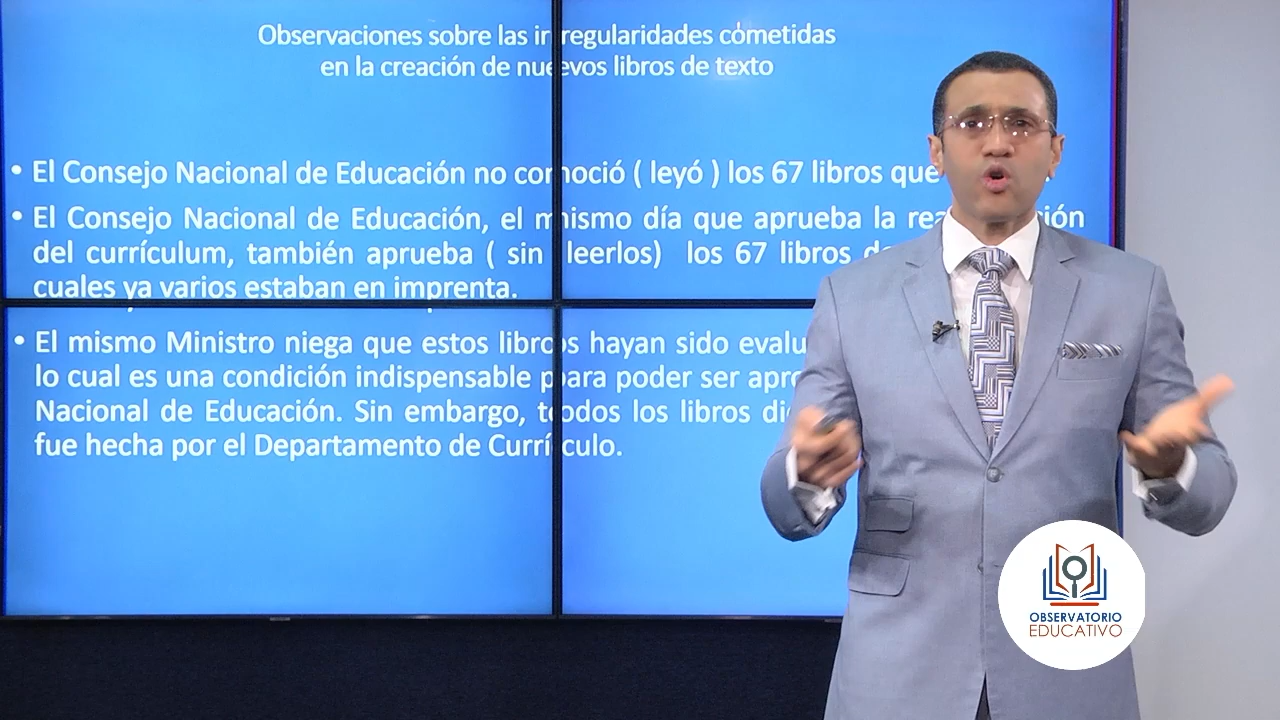 Observaciones sobre las irregularidades cometidas
en la creación de nuevos libros de texto
• El Consejo Nacional de Educación no conoció ( leyó ) los 67 libros que
• El Consejo Nacional de Educación, el mismo día que aprueba la
del currículum, también aprueba ( sin leerlos) los 67 libros
cuales ya varios estaban en imprenta.
• El mismo Ministro niega que estos libros hayan sido
lo cual es una condición indispensable para poder ser
Nacional de Educación. Sin embargo, todos los libros
fue hecha por el Departamento de Currículo.
OBSERVATORIO
EDUCATIVO